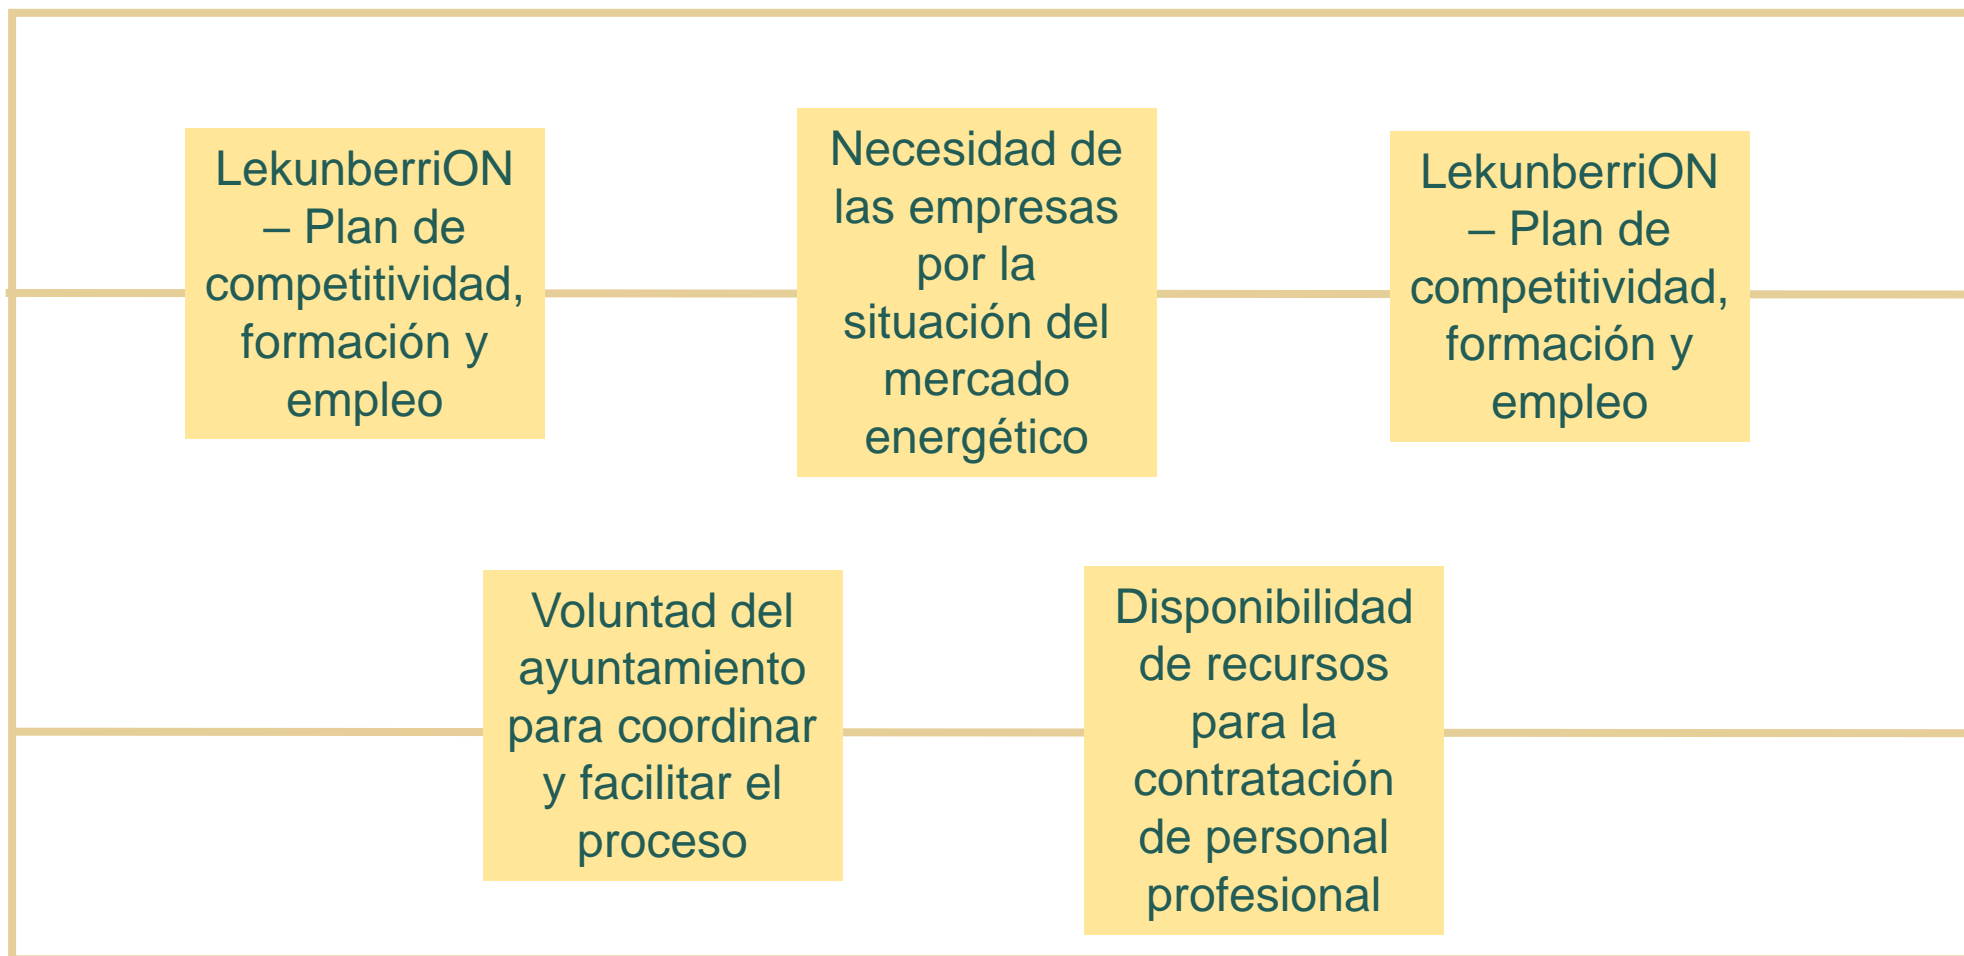 LekunberriON
– Plan de
competitividad,
formación y
empleo
Necesidad de
las empresas
por la
situación del
mercado
energético
LekunberriON
– Plan de
competitividad,
formación y
empleo
Voluntad del
ayuntamiento
para coordinar
y facilitar el
proceso
Disponibilidad
de recursos
para la
contratación
de personal
profesional